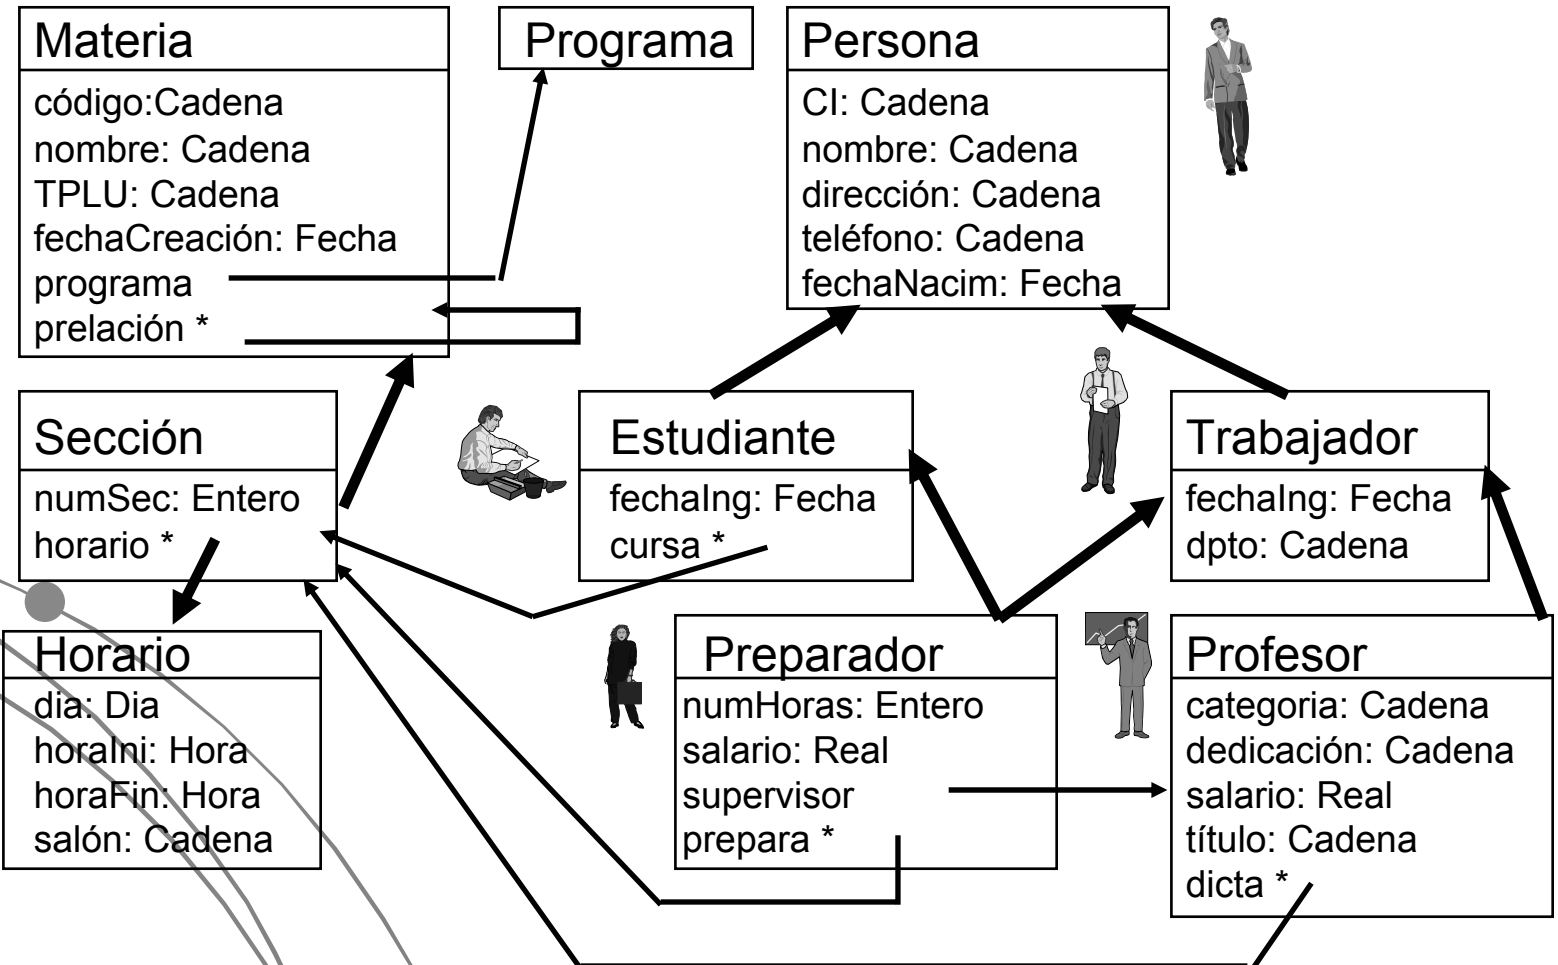 Materia
código:Cadena
nombre: Cadena
TPLU: Cadena
fechaCreación: Fecha
programa
prelación *
Programa
Persona
CI: Cadena
nombre: Cadena
dirección: Cadena
teléfono: Cadena
fechaNacim: Fecha
Sección
numSec: Entero
horario *
Estudiante
fechaIng: Fecha
cursa *
Trabajador
fechaIng: Fecha
dpto: Cadena
Horario
dia: Dia
horaIni: Hora
horaFin: Hora
salón: Cadena
Preparador
numHoras: Entero
salario: Real
supervisor
prepara *
Profesor
categoria: Cadena
dedicación: Cadena
salario: Real
título: Cadena
dicta *